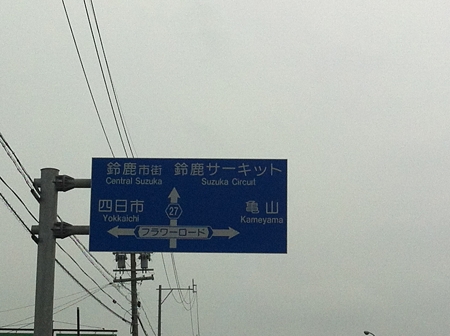 鈴鹿市街 鈴鹿サーキット
Central Suzuka Suzuka Circuit
四日市 27 亀山
Yokkaichi Kameyama
フラワーロード